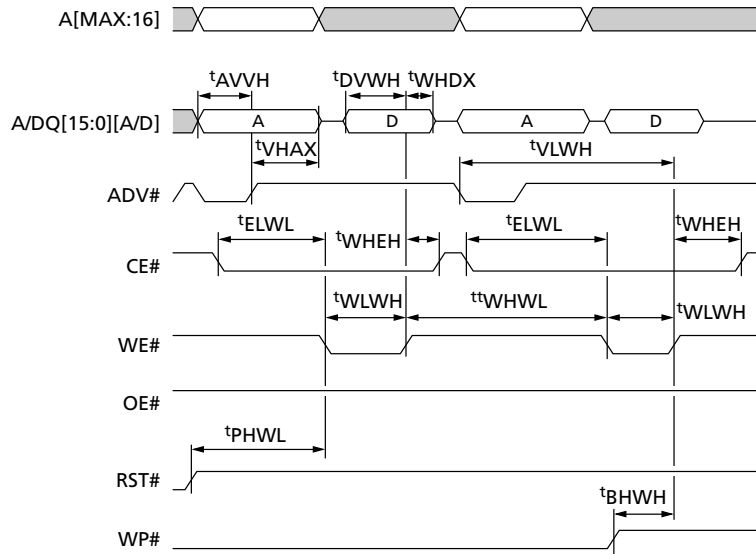 A[MAX:16]
tAVVH tDVWH tWHDX
A/DQ[15:0][A/D] A D A D
tVHAX tVLWH
ADV#
tELWL tWHEH tELWL tWHEH
CE#
tWLWH ttWHWL tWLWH
WE#
OE#
tPHWL
RST#
tBHWH
WP#